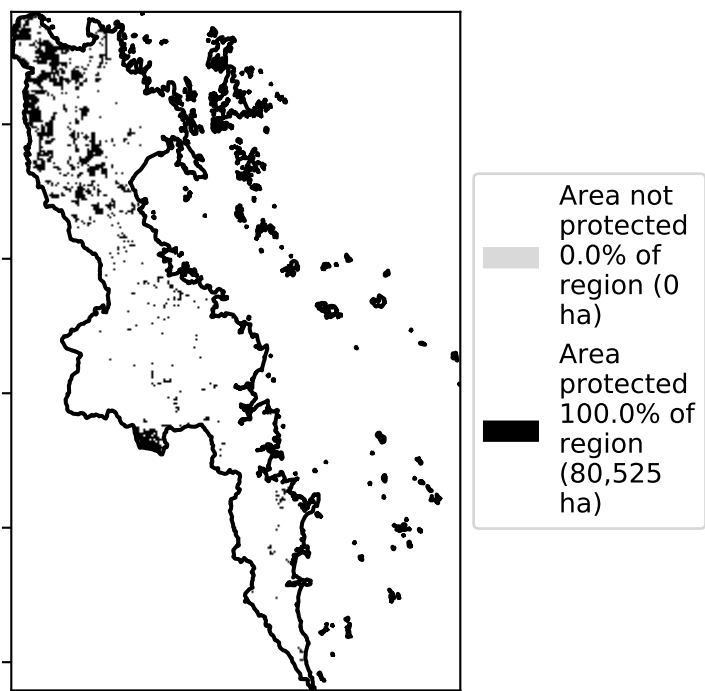 Area not
protected
0.0% of
region (0
ha)
Area
protected
100.0% of
region
(80,525
ha)